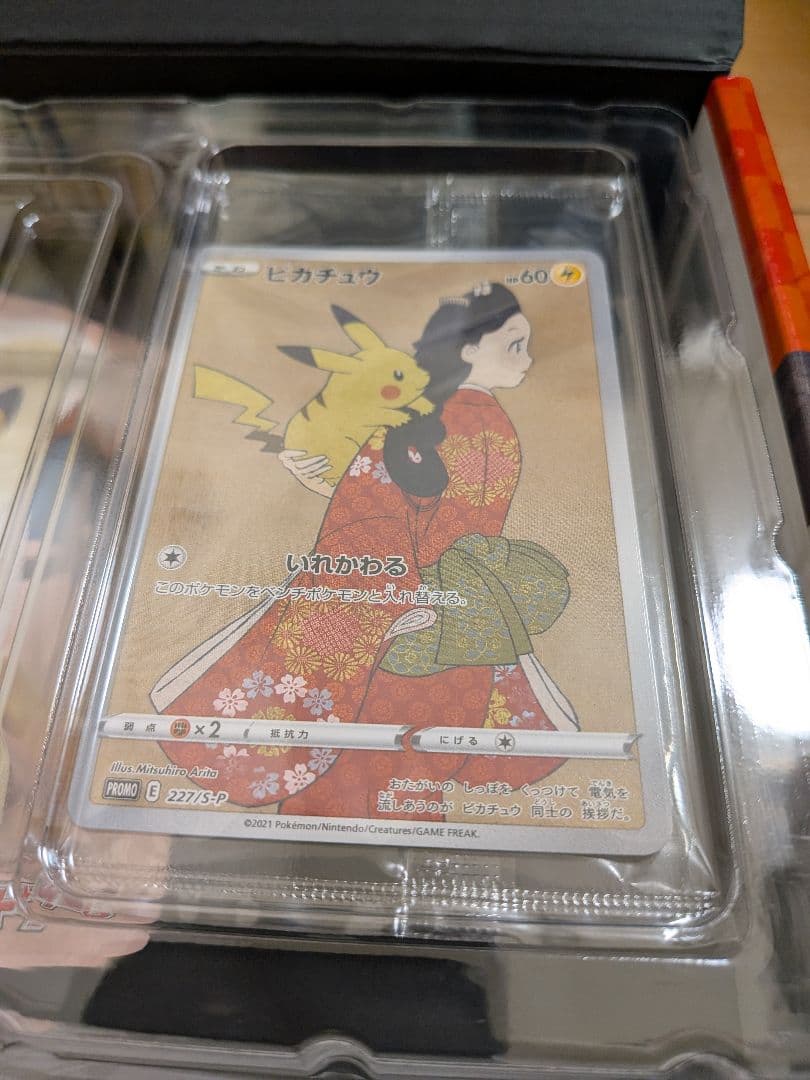 たね ピカチュウ HP60
いれかわる
このポケモンをベンチポケモンと入れ替える。
弱点 ×2 抵抗力 にげる
Illus. Mitsuhiro Arita
PROMO E 227/S-P
おたがいの しっぽを くっつけて 電気を
流しあうのが ピカチュウ 同士の 挨拶だ。
©2021 Pokémon/Nintendo/Creatures/GAME FREAK.